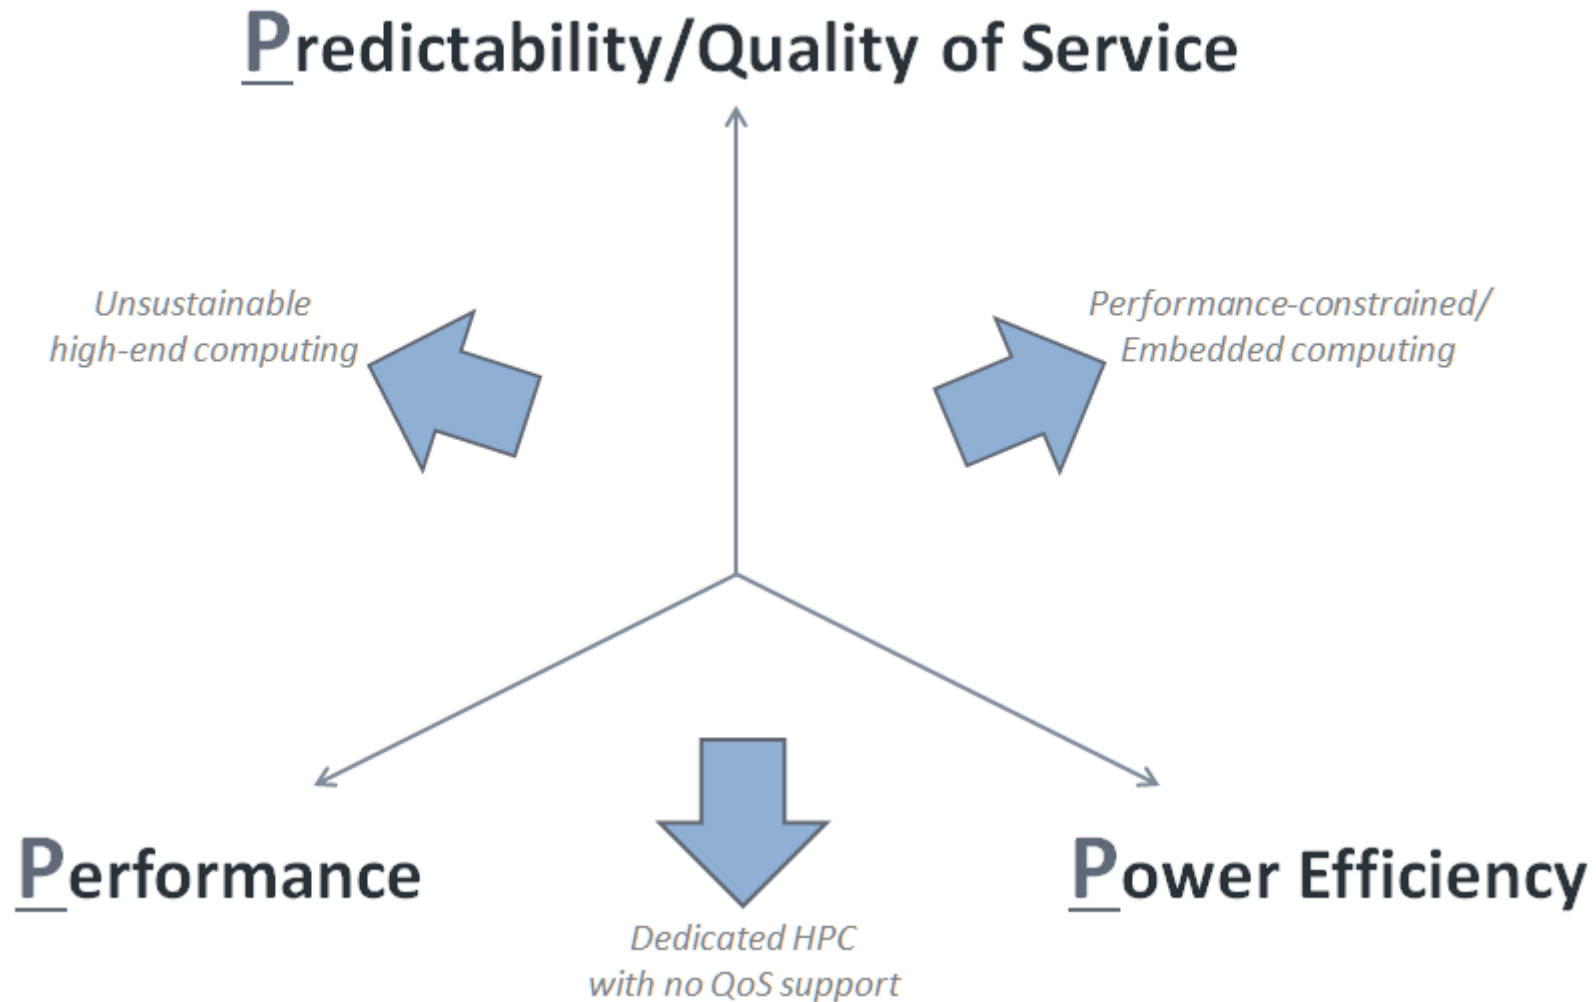 Predictability/Quality of Service
Unsustainable
high-end computing
Performance-constrained/
Embedded computing
Performance
Power Efficiency
Dedicated HPC
with no QoS support